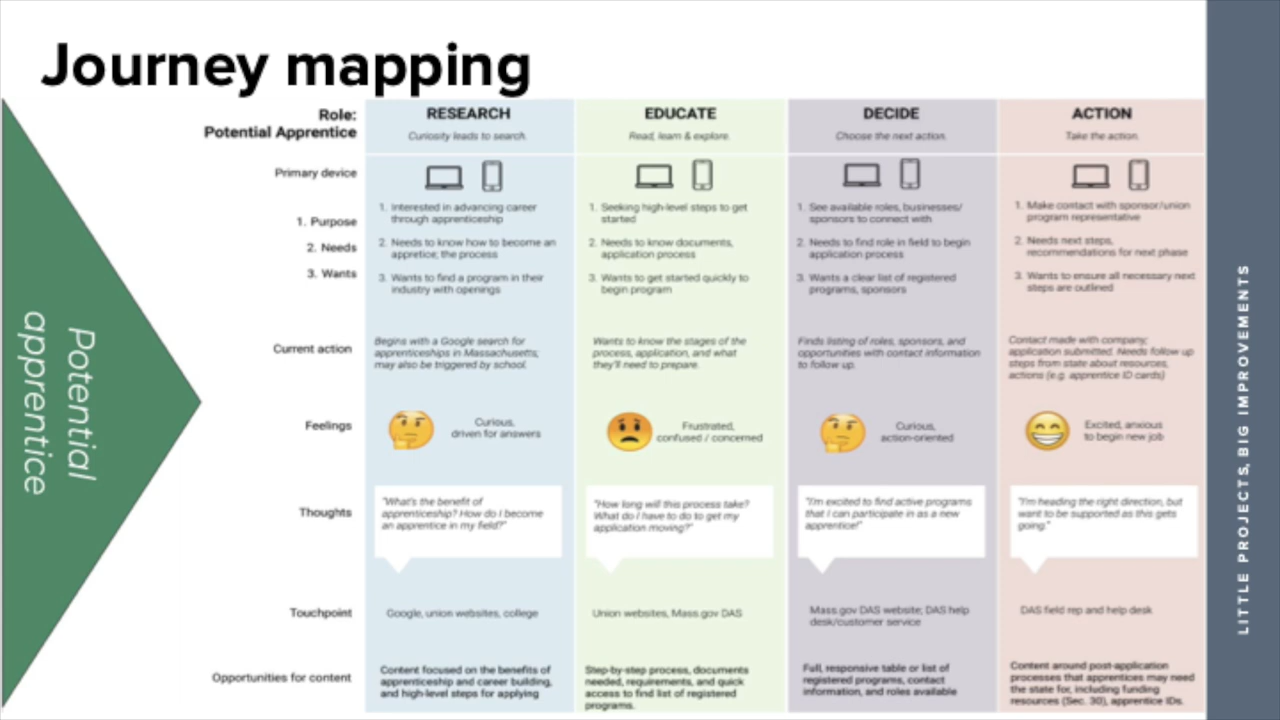 Journey mapping
Potential
apprentice
Role:
Potential Apprentice
RESEARCH
Curiosity leads to search.
EDUCATE
Read, learn & explore.
DECIDE
Choose the next action.
ACTION
Take the action.
Primary device
1. Purpose
2. Needs
3. Wants
1. Interested in advancing career
through apprenticeship
2. Needs to know how to become an
appretice; the process
3. Wants to find a program in their
industry with openings
1. Seeking high-level steps to get
started
2. Needs to know documents,
application process
3. Wants to get started quickly to
begin program
1. See available roles, businesses/
sponsors to connect with
2. Needs to find role in field to begin
application process
3. Wants a clear list of registered
programs, sponsors
1. Make contact with sponsor/union
program representative
2. Needs next steps,
recommendations for next phase
3. Wants to ensure all necessary next
steps are outlined
Current action
Begins with a Google search for
apprenticeships in Massachusetts;
may also be triggered by school.
Wants to know the stages of the
process, application, and what
they'll need to prepare.
Finds listing of roles, sponsors, and
opportunities with contact information
to follow up.
Contact made with company;
application submitted. Needs follow up
steps from state about resources,
actions (e.g. apprentice ID cards)
Feelings
Curious,
driven for answers
Frustrated,
confused / concerned
Curious,
action-oriented
Excited, anxious
to begin new job
Thoughts
"What's the benefit of
apprenticeship? How do I become
an apprentice in my field?"
"How long will this process take?
What do I have to do to get my
application moving?"
"I'm excited to find active programs
that I can participate in as a new
apprentice!"
"I'm heading the right direction, but
want to be supported as this gets
going."
Touchpoint
Google, union websites, college
Union websites, Mass.gov DAS
Mass.gov DAS website; DAS help
desk/customer service
DAS field rep and help desk
Opportunities for content
Content focused on the benefits of
apprenticeship and career building,
and high-level steps for applying
Step-by-step process, documents
needed, requirements, and quick
access to find list of registered
programs.
Full, responsive table or list of
registered programs, contact
information, and roles available
Content around post-application
processes that apprentices may need
the state for, including funding
resources (Sec. 30), apprentice IDs.
LITTLE PROJECTS, BIG IMPROVEMENTS